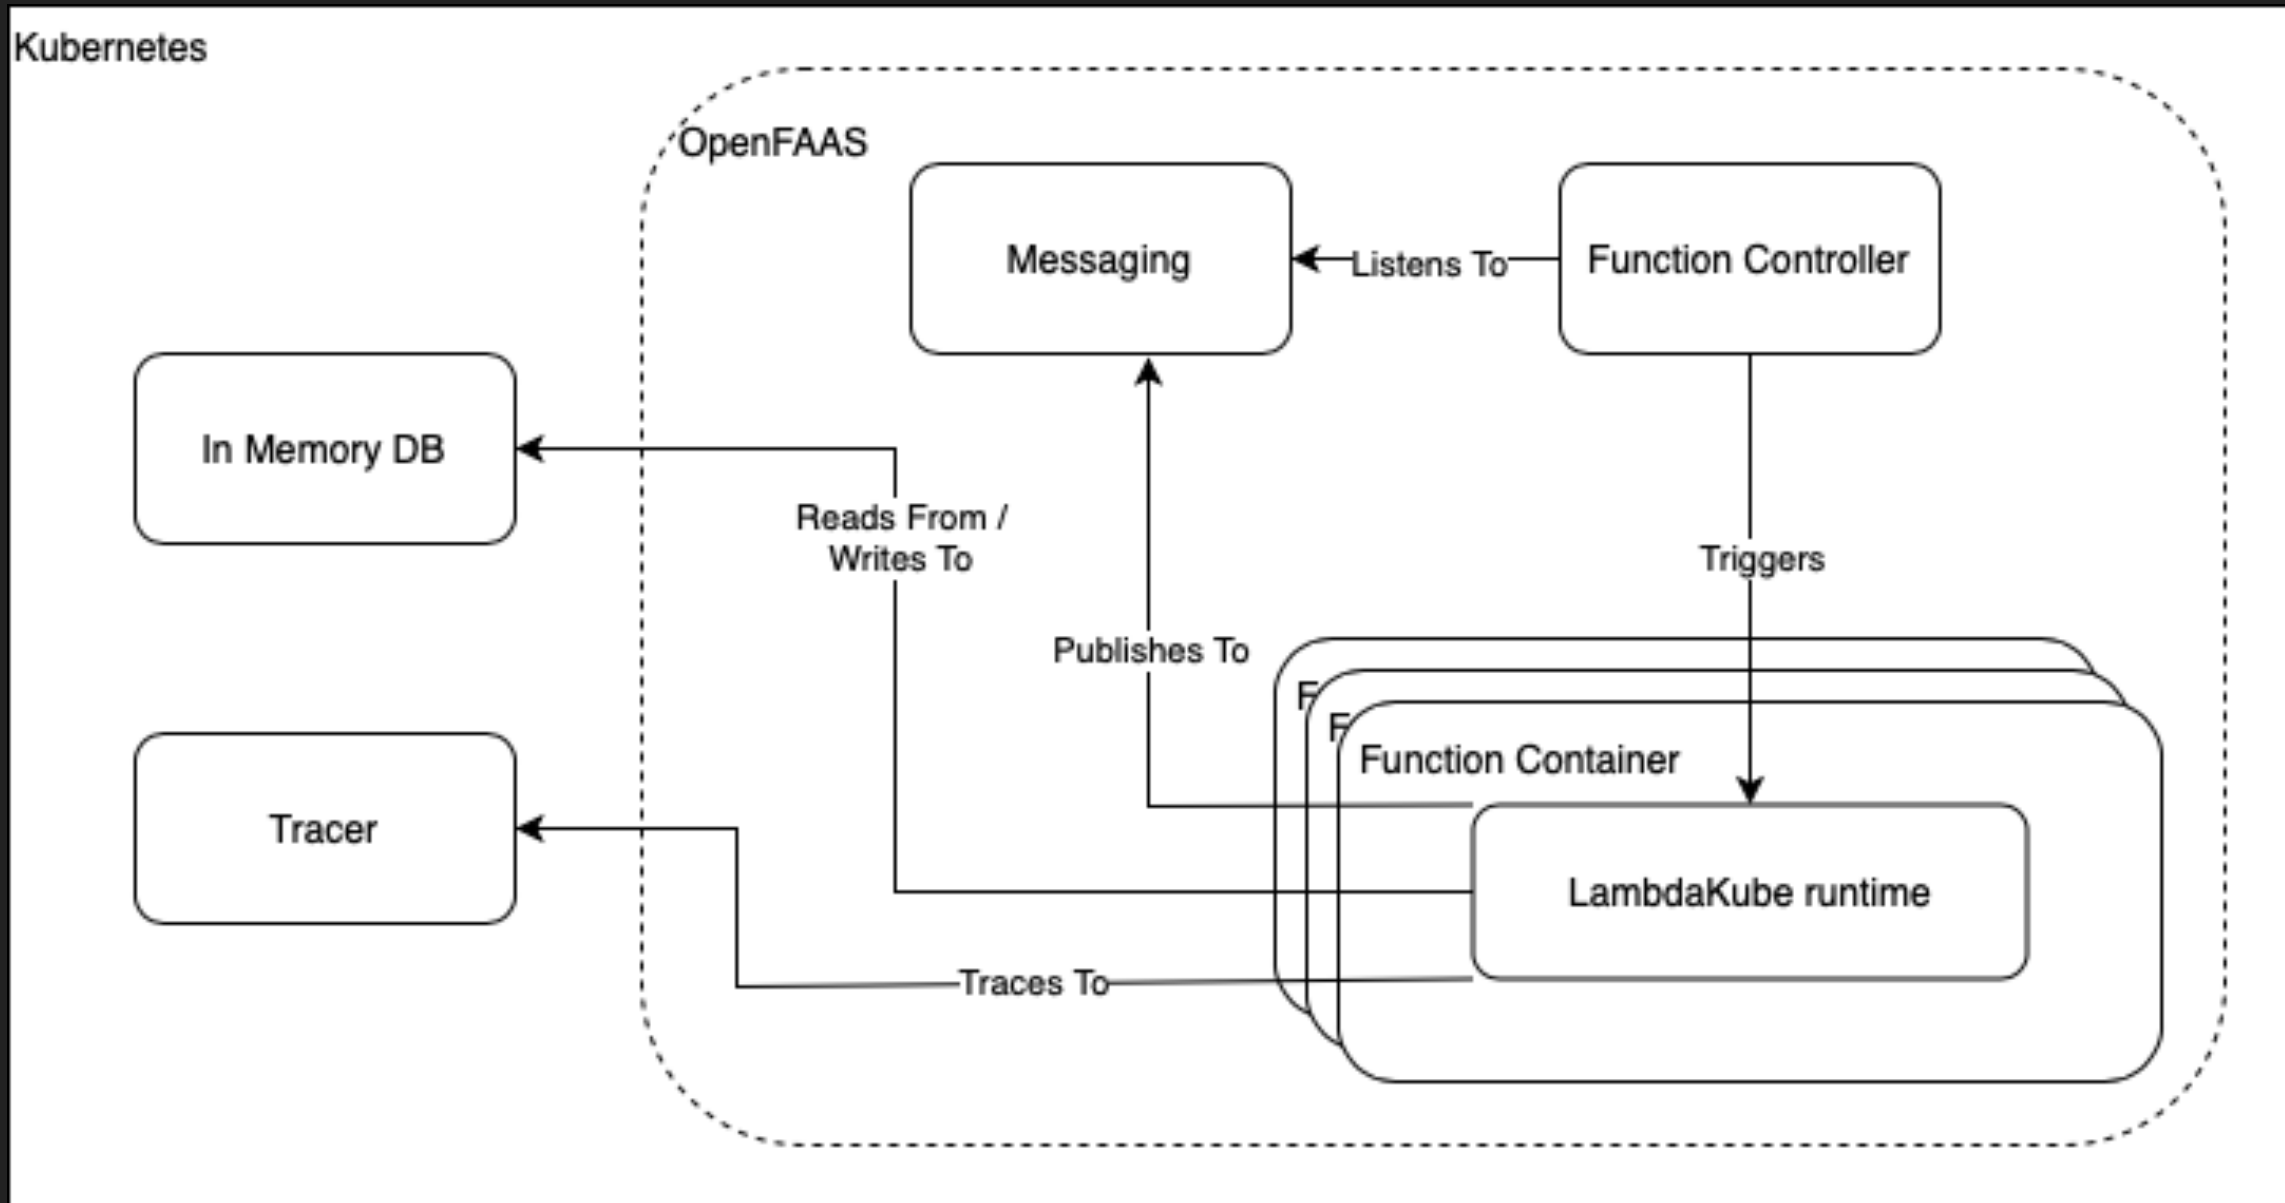 Kubernetes
OpenFAAS
Messaging
Listens To
Function Controller
In Memory DB
Reads From /
Writes To
Triggers
Publishes To
F
F
Function Container
Tracer
LambdaKube runtime
Traces To